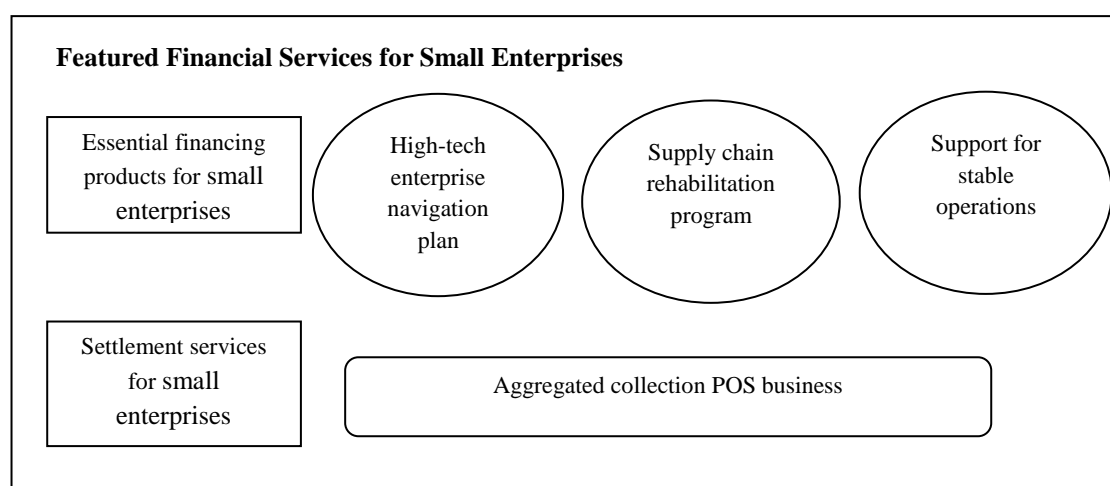 Featured Financial Services for Small Enterprises
Essential financing
products for small
enterprises
High-tech
enterprise
navigation
plan
Supply chain
rehabilitation
program
Support for
stable
operations
Settlement services
for small
enterprises
Aggregated collection POS business